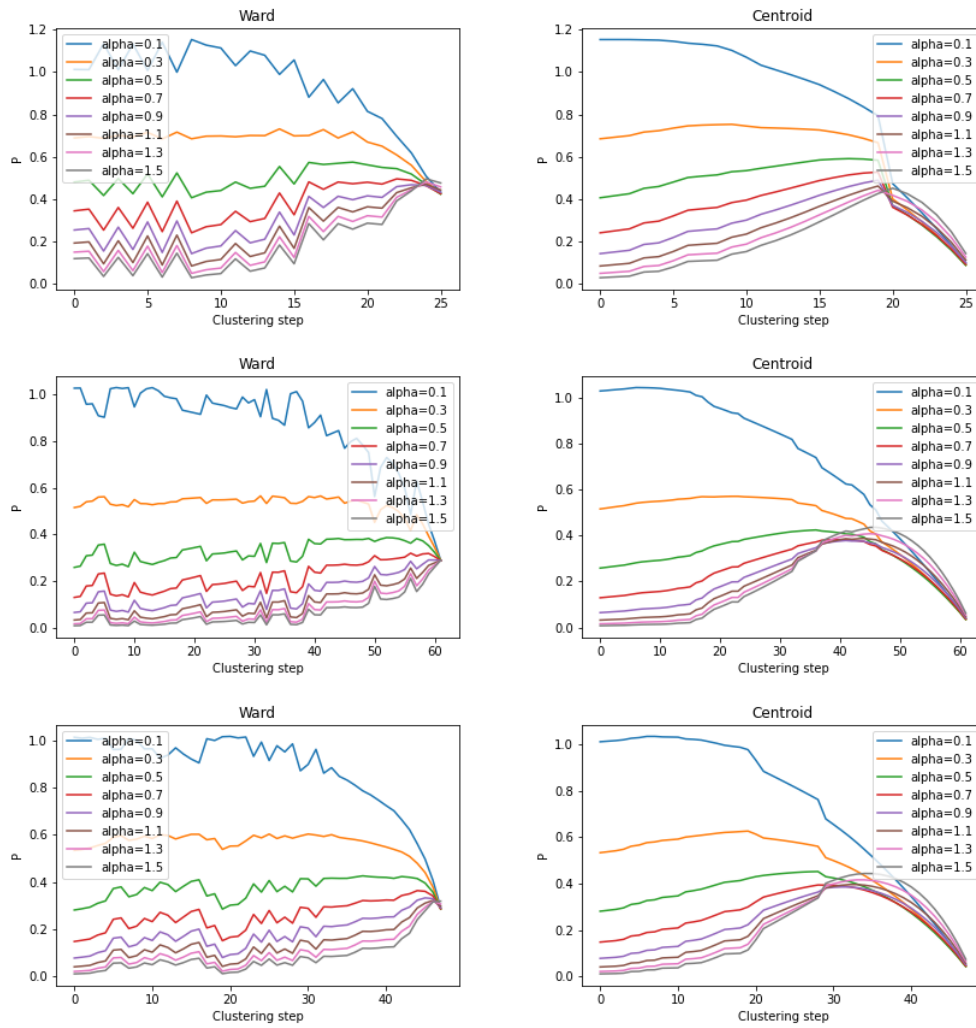 Ward
1.2
1.0
0.8
0.6
0.4
0.2
0.0
P
alpha=0.1
alpha=0.3
alpha=0.5
alpha=0.7
alpha=0.9
alpha=1.1
alpha=1.3
alpha=1.5
0 5 10 15 20 25
Clustering step
Centroid
1.2
1.0
0.8
0.6
0.4
0.2
0.0
P
alpha=0.1
alpha=0.3
alpha=0.5
alpha=0.7
alpha=0.9
alpha=1.1
alpha=1.3
alpha=1.5
0 5 10 15 20 25
Clustering step
Ward
1.0
0.8
0.6
0.4
0.2
0.0
P
alpha=0.1
alpha=0.3
alpha=0.5
alpha=0.7
alpha=0.9
alpha=1.1
alpha=1.3
alpha=1.5
0 10 20 30 40 50 60
Clustering step
Centroid
1.0
0.8
0.6
0.4
0.2
0.0
P
alpha=0.1
alpha=0.3
alpha=0.5
alpha=0.7
alpha=0.9
alpha=1.1
alpha=1.3
alpha=1.5
0 10 20 30 40 50 60
Clustering step
Ward
1.0
0.8
0.6
0.4
0.2
0.0
P
alpha=0.1
alpha=0.3
alpha=0.5
alpha=0.7
alpha=0.9
alpha=1.1
alpha=1.3
alpha=1.5
0 10 20 30 40
Clustering step
Centroid
1.0
0.8
0.6
0.4
0.2
0.0
P
alpha=0.1
alpha=0.3
alpha=0.5
alpha=0.7
alpha=0.9
alpha=1.1
alpha=1.3
alpha=1.5
0 10 20 30 40
Clustering step